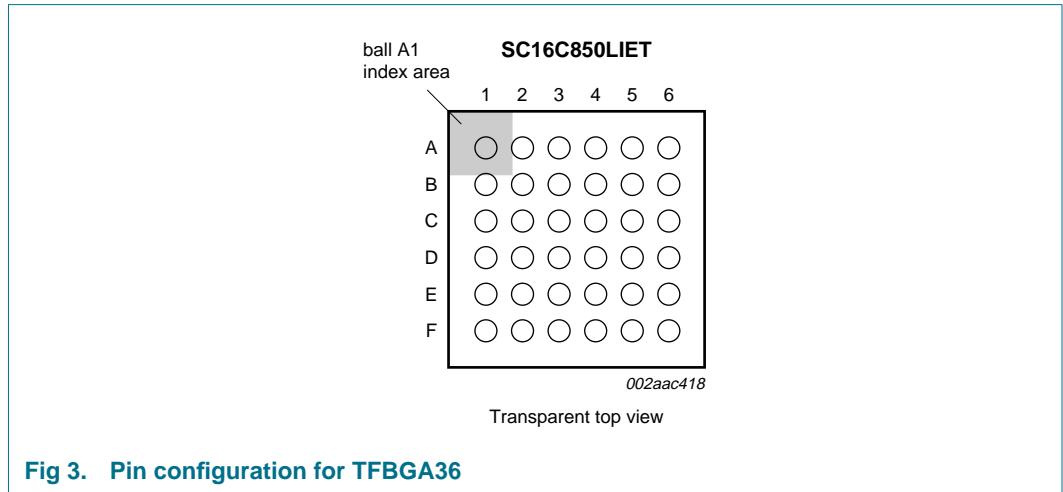 ball A1
index area
SC16C850LIET
1 2 3 4 5 6
A
B
C
D
E
F
002aac418
Transparent top view
Fig 3. Pin configuration for TFBGA36